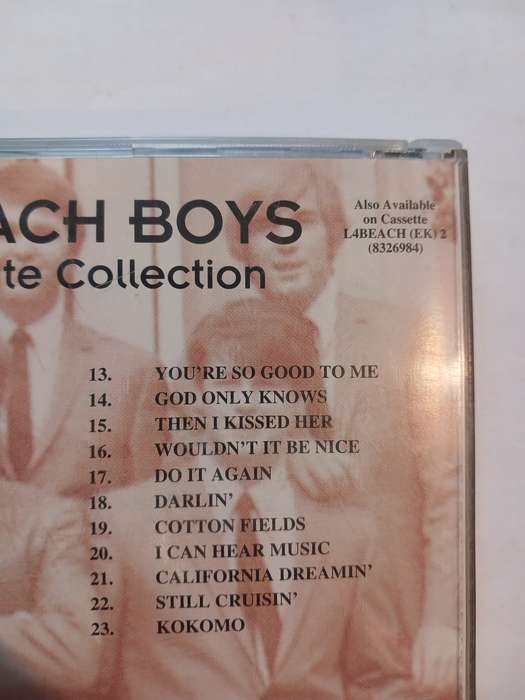 ACH BOYS
te Collection
Also Available
on Cassette
L4BEACH (EK) 2
(8326984)
13. YOU'RE SO GOOD TO ME
14. GOD ONLY KNOWS
15. THEN I KISSED HER
16. WOULDN'T IT BE NICE
17. DO IT AGAIN
18. DARLIN'
19. COTTON FIELDS
20. I CAN HEAR MUSIC
21. CALIFORNIA DREAMIN'
22. STILL CRUISIN'
23. KOKOMO